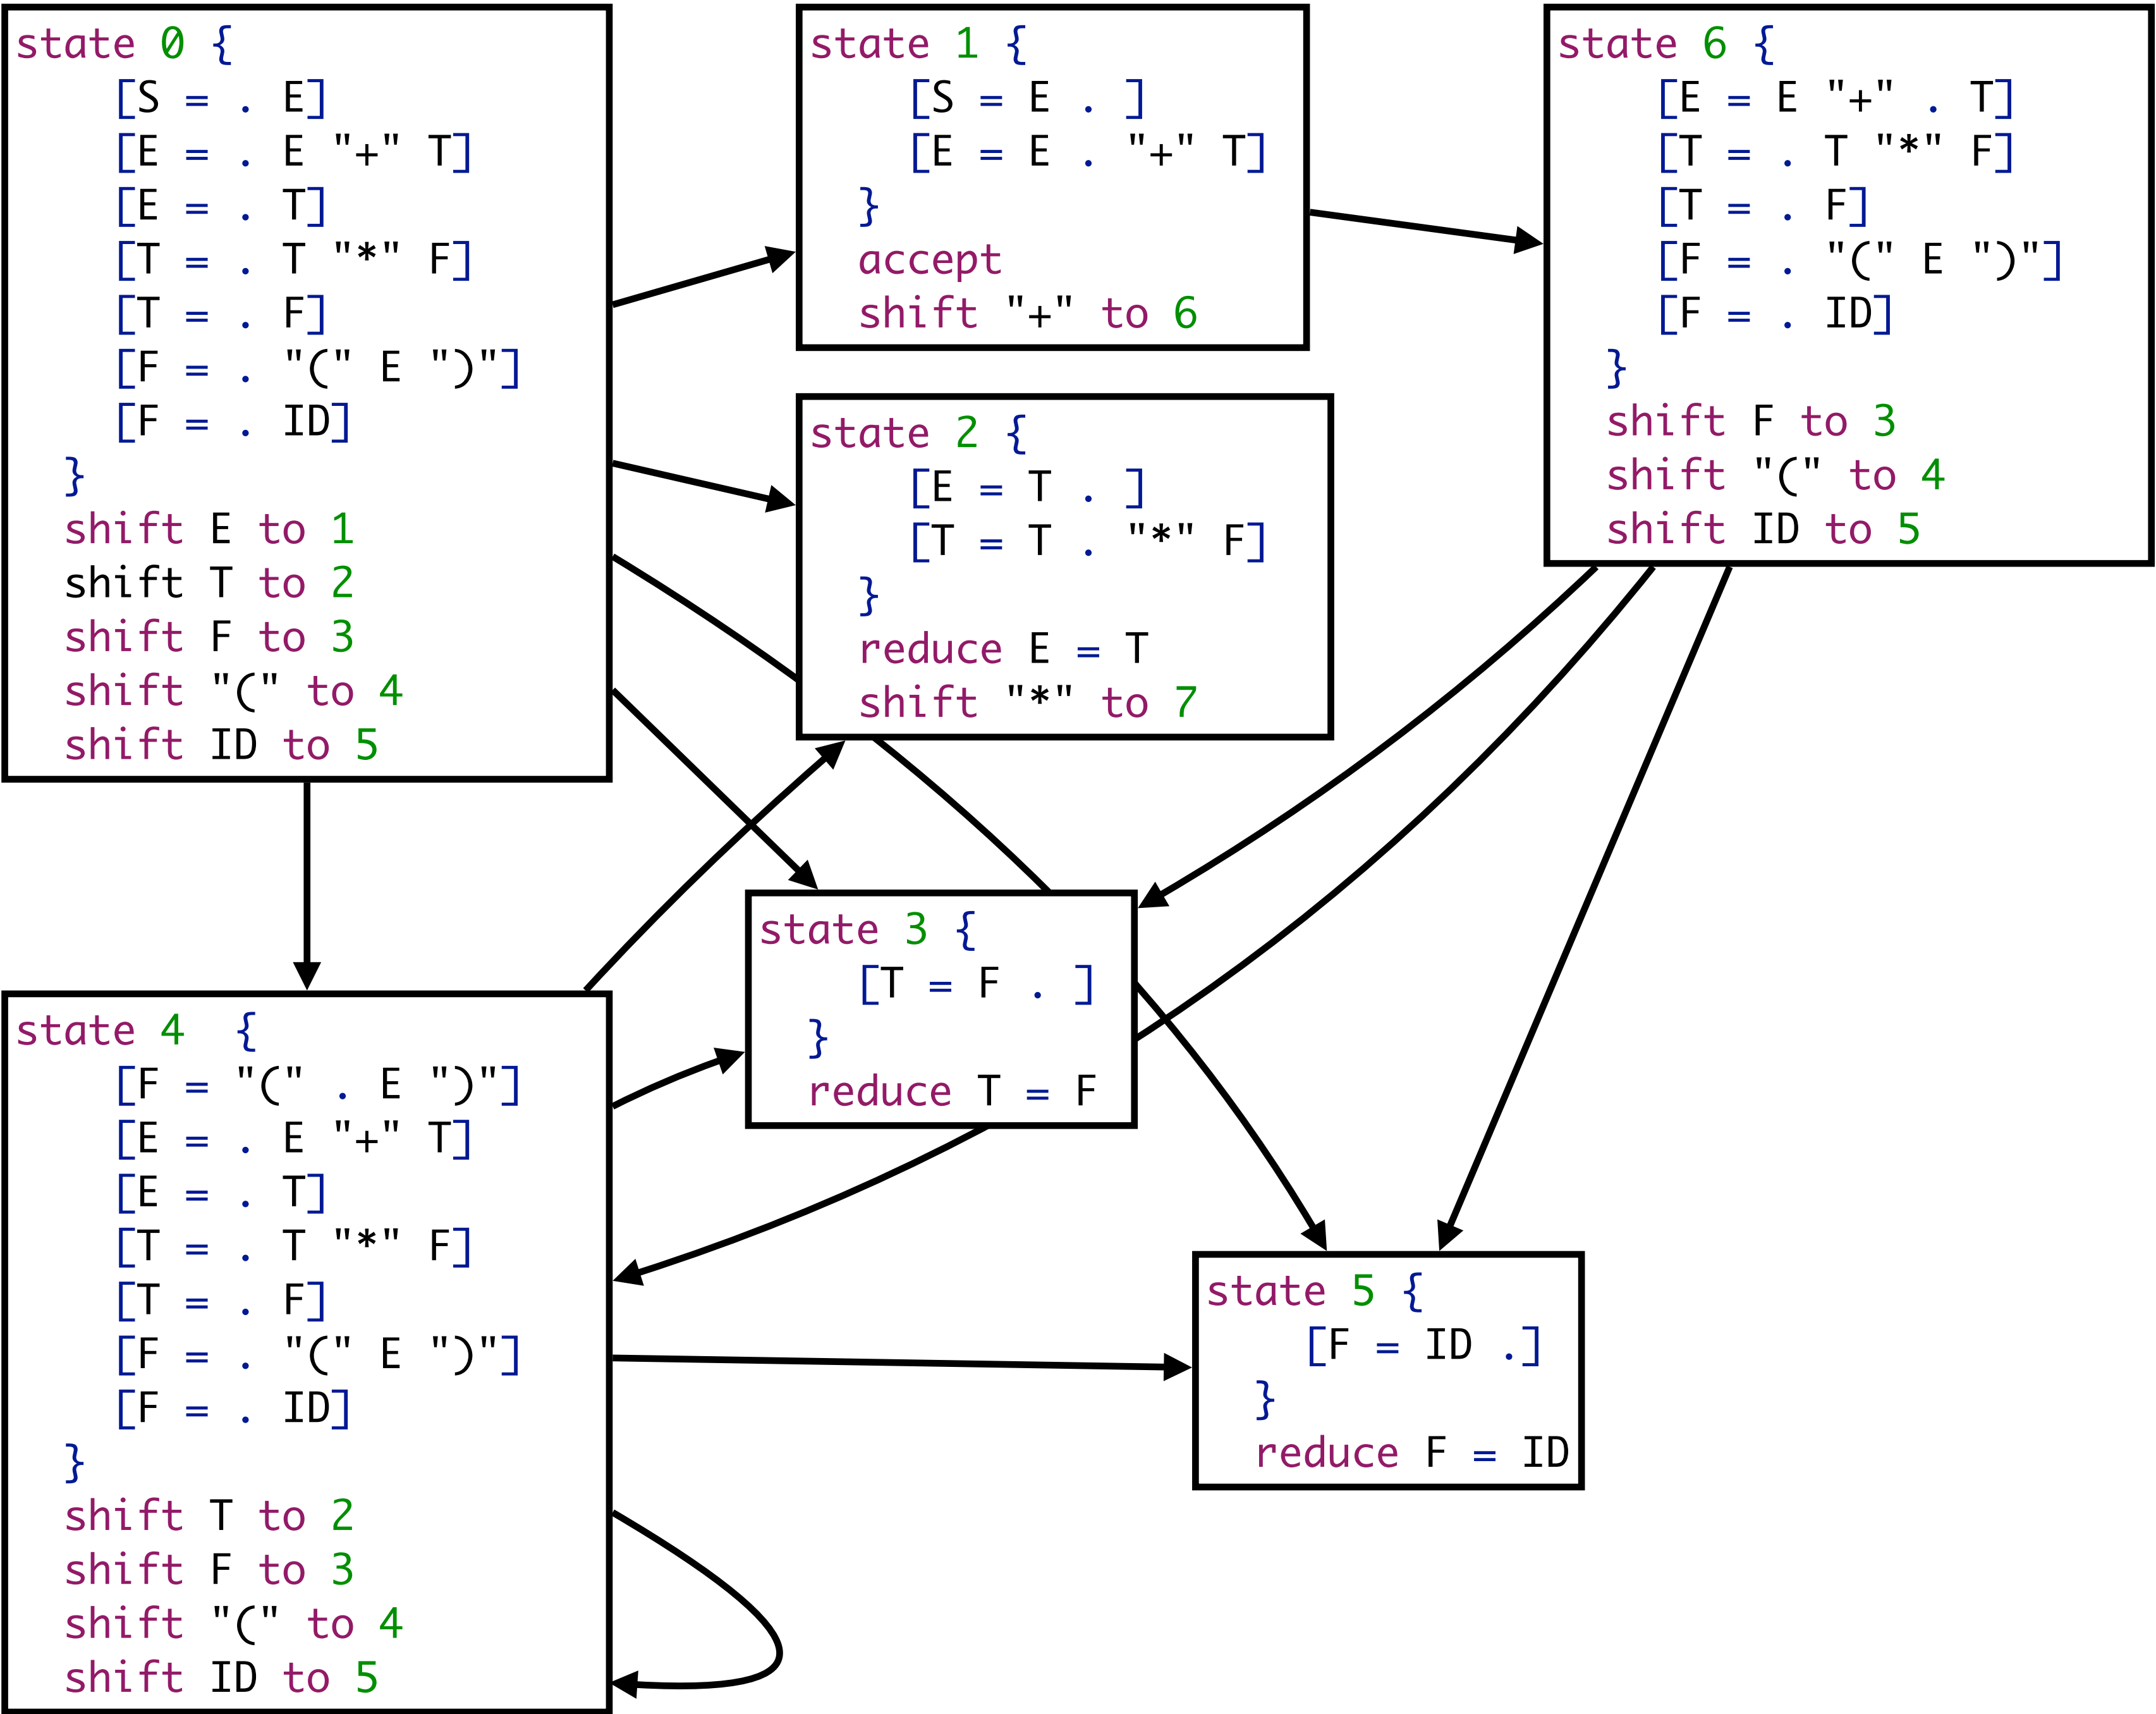 state 0 {
[S = . E]
[E = . E "+" T]
[E = . T]
[T = . T "*" F]
[T = . F]
[F = . "(" E ")"]
[F = . ID]
}
shift E to 1
shift T to 2
shift F to 3
shift "(" to 4
shift ID to 5
state 1 {
[S = E . ]
[E = E . "+" T]
}
accept
shift "+" to 6
state 6 {
[E = E "+" . T]
[T = . T "*" F]
[T = . F]
[F = . "(" E ")"]
[F = . ID]
}
shift F to 3
shift "(" to 4
shift ID to 5
state 2 {
[E = T . ]
[T = T . "*" F]
}
reduce E = T
shift "*" to 7
state 3 {
[T = F . ]
}
reduce T = F
state 4 {
[F = "(" . E ")"]
[E = . E "+" T]
[E = . T]
[T = . T "*" F]
[T = . F]
[F = . "(" E ")"]
[F = . ID]
}
shift T to 2
shift F to 3
shift "(" to 4
shift ID to 5
state 5 {
[F = ID .]
}
reduce F = ID